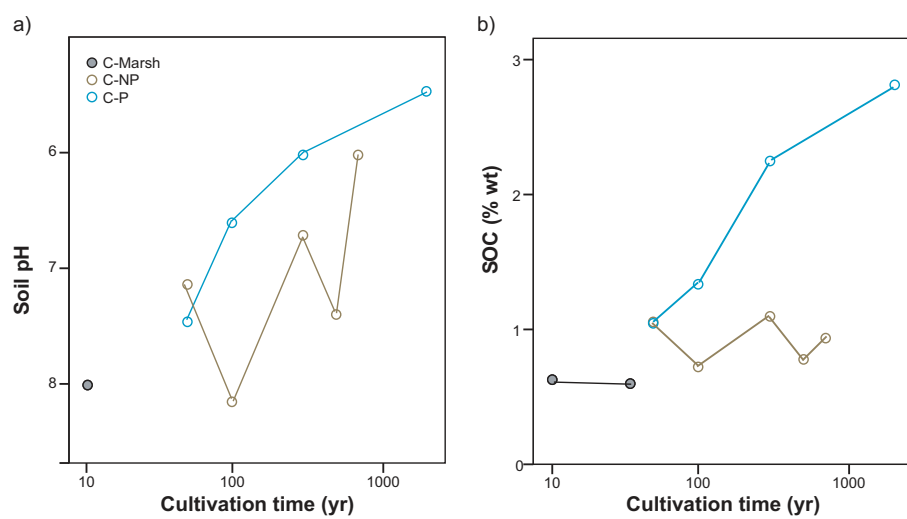 a)
C-Marsh
C-NP
C-P
Soil pH
6
7
8
10
100
1000
Cultivation time (yr)
b)
SOC (% wt)
3
2
1
0
10
100
1000
Cultivation time (yr)